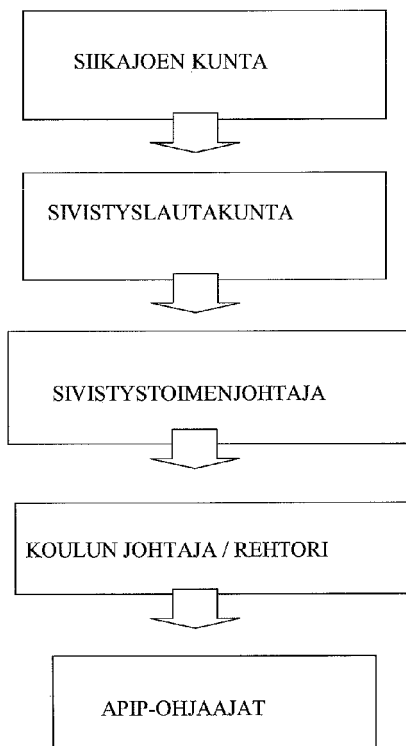 SIIKAJOEN KUNTA
SIVISTYSLAUTAKUNTA
SIVISTYSTOIMENJOHTAJA
KOULUN JOHTAJA / REHTORI
APIP-OHJAAJAT